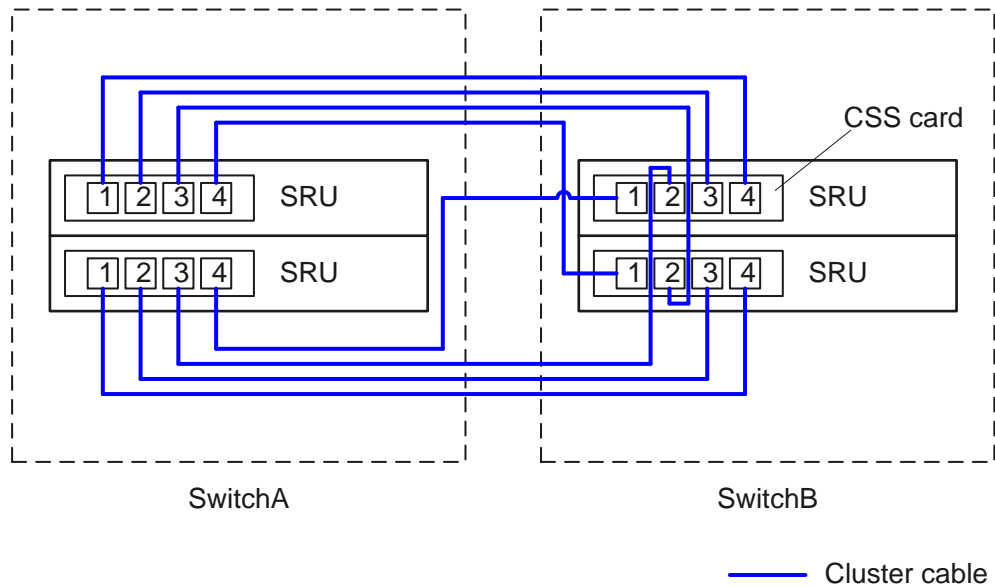 CSS card
1 2 3 4 SRU
1 2 3 4 SRU
1 2 3 4 SRU
1 2 3 4 SRU
SwitchA
SwitchB
Cluster cable